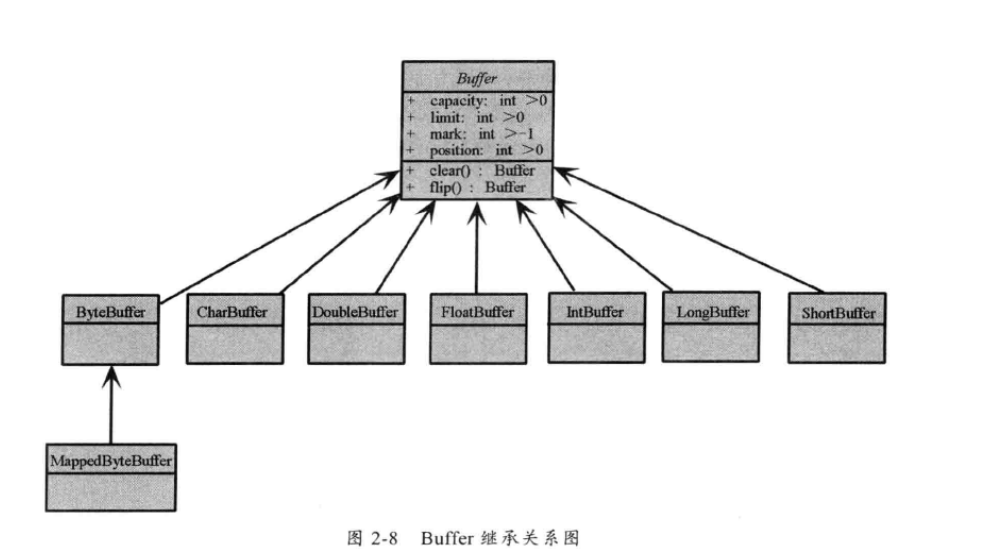 Buffer
+ capacity: int >0
+ limit: int >0
+ mark: int >-1
+ position: int >0
+ clear() : Buffer
+ flip() : Buffer
ByteBuffer CharBuffer DoubleBuffer FloatBuffer IntBuffer LongBuffer ShortBuffer
MappedByteBuffer
图 2-8 Buffer 继承关系图